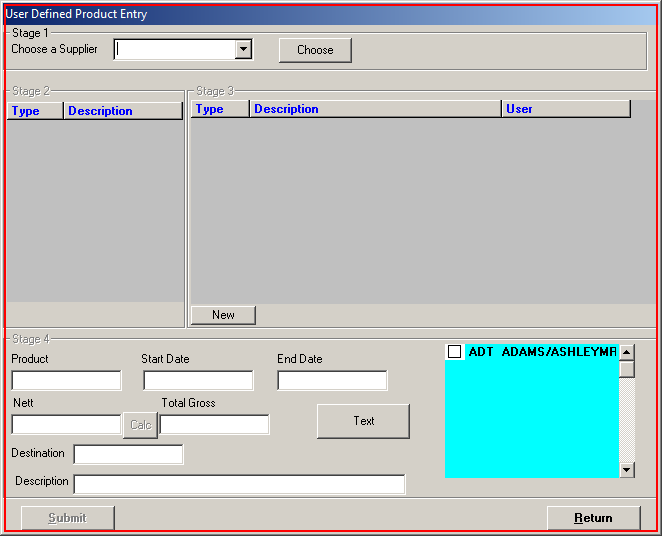 User Defined Product Entry
Stage 1
Choose a Supplier
Choose
Stage 2
Type Description
Stage 3
Type Description User
New
Stage 4
Product Start Date End Date
ADT ADAMS/ASHLEYMR
Nett Total Gross
Calc
Text
Destination
Description
Submit
Return